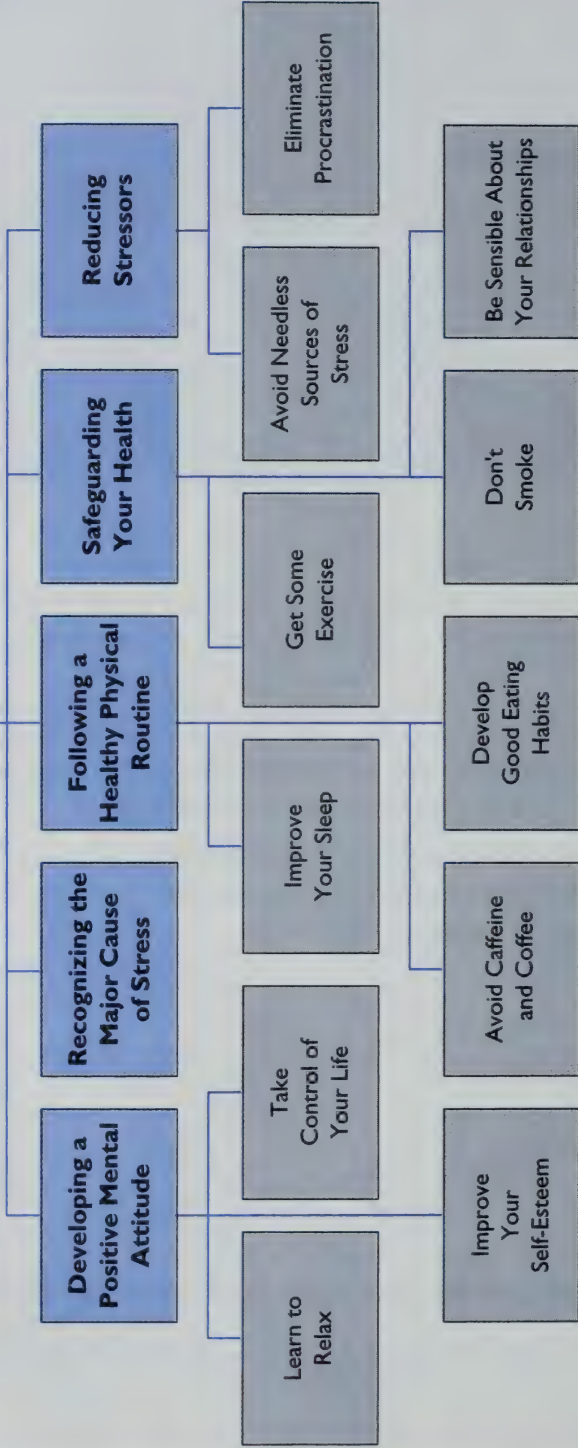 Developing a
Positive Mental
Attitude
Recognizing the
Major Cause
of Stress
Following a
Healthy Physical
Routine
Safeguarding
Your Health
Reducing
Stressors
Learn to
Relax
Take
Control of
Your Life
Improve
Your Sleep
Get Some
Exercise
Avoid Needless
Sources of
Stress
Eliminate
Procrastination
Improve
Your
Self-Esteem
Avoid Caffeine
and Coffee
Develop
Good Eating
Habits
Don't
Smoke
Be Sensible About
Your Relationships